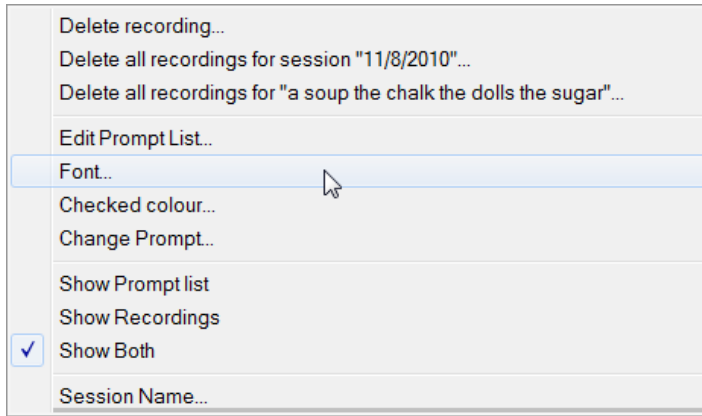 Delete recording...
Delete all recordings for session "11/8/2010"...
Delete all recordings for "a soup the chalk the dolls the sugar"...
Edit Prompt List...
Font...
Checked colour...
Change Prompt...
Show Prompt list
Show Recordings
Show Both
Session Name...